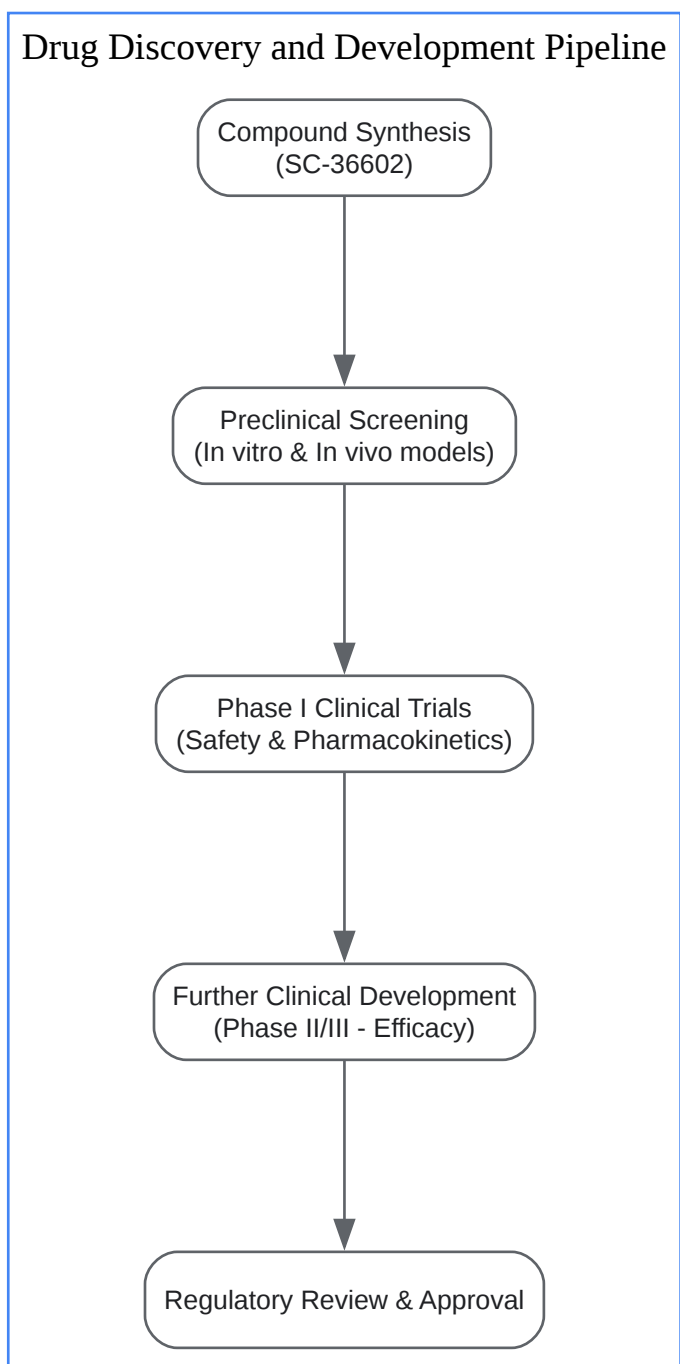 Drug Discovery and Development Pipeline
Compound Synthesis
(SC-36602)
Preclinical Screening
(In vitro & In vivo models)
Phase I Clinical Trials
(Safety & Pharmacokinetics)
Further Clinical Development
(Phase II/III - Efficacy)
Regulatory Review & Approval